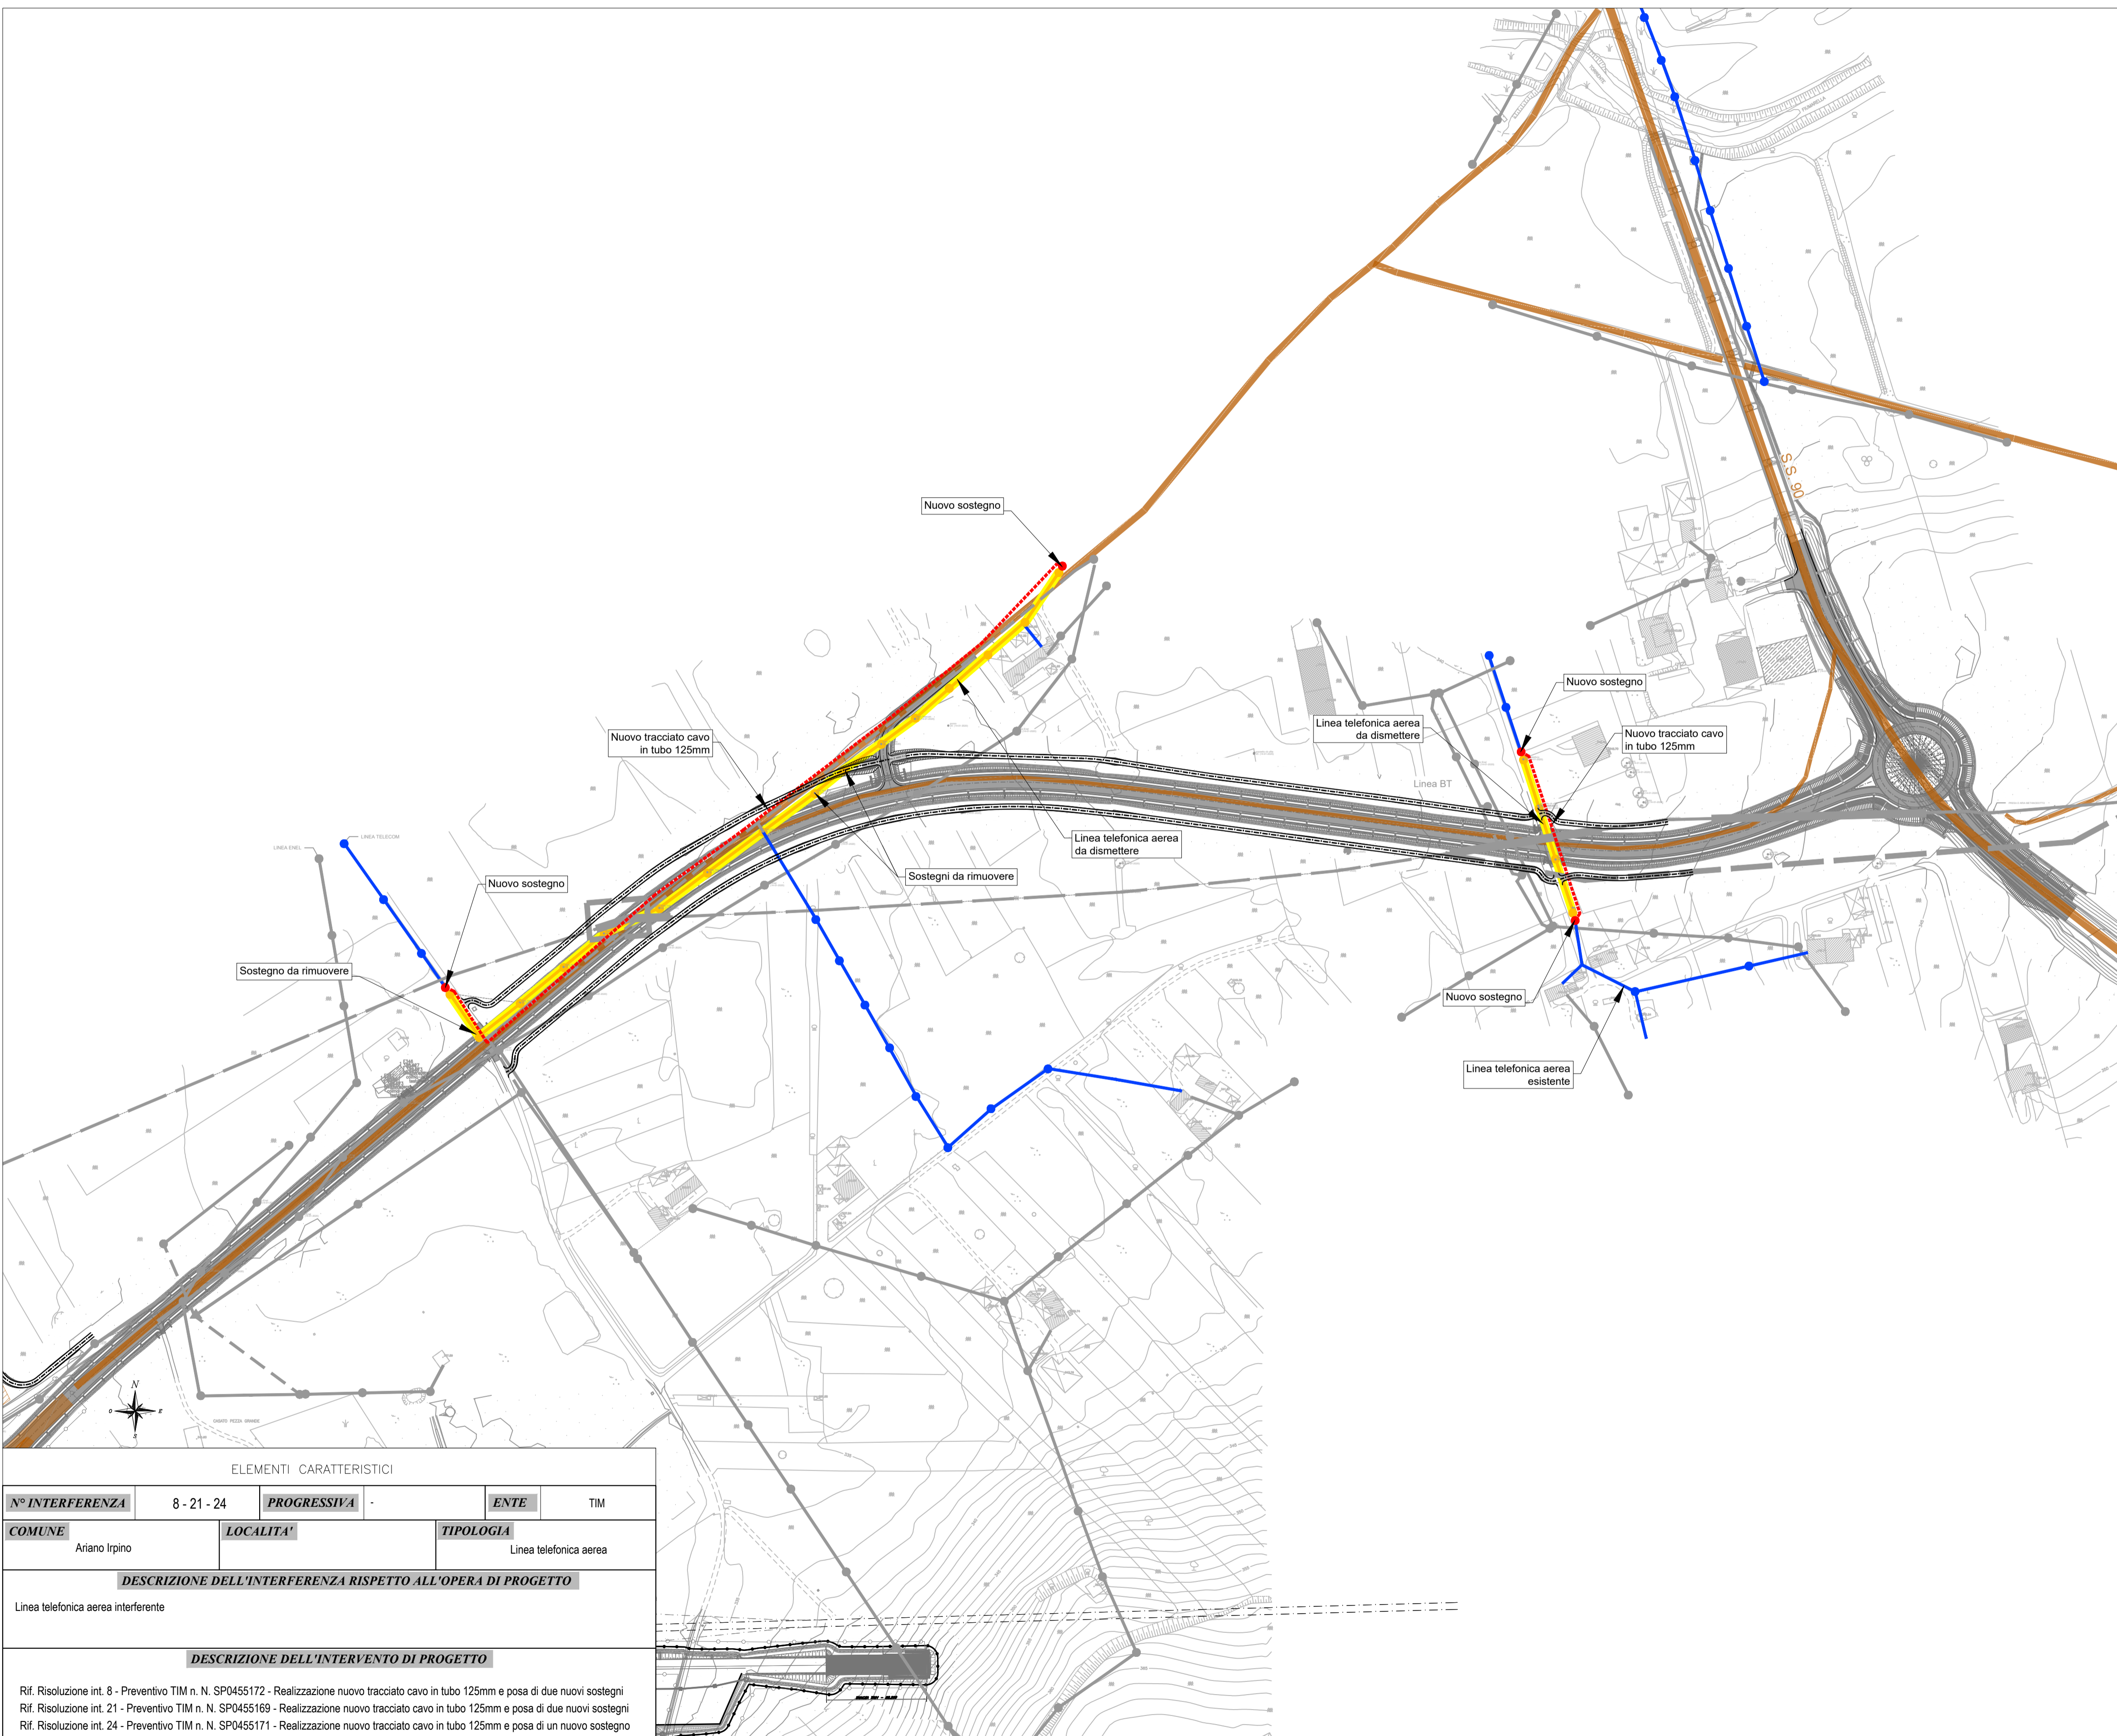 TORRENTE
FIUMARELLA
S.S. 90
Nuovo sostegno
Nuovo sostegno
Nuovo tracciato cavo
in tubo 125mm
Linea telefonica aerea
da dismettere
Nuovo tracciato cavo
in tubo 125mm
Linea BT
LINEA TELECOM
LINEA ENEL
Linea telefonica aerea
da dismettere
Sostegni da rimuovere
Nuovo sostegno
Sostegno da rimuovere
Nuovo sostegno
Linea telefonica aerea
esistente
N
O
E
S
CASATO PEZZA GRANDE
ELEMENTI CARATTERISTICI
N° INTERFERENZA
8 - 21 - 24
PROGRESSIVA
-
ENTE
TIM
COMUNE
Ariano Irpino
LOCALITA'
TIPOLOGIA
Linea telefonica aerea
DESCRIZIONE DELL'INTERFERENZA RISPETTO ALL'OPERA DI PROGETTO
Linea telefonica aerea interferente
DESCRIZIONE DELL'INTERVENTO DI PROGETTO
Rif. Risoluzione int. 8 - Preventivo TIM n. N. SP0455172 - Realizzazione nuovo tracciato cavo in tubo 125mm e posa di due nuovi sostegni
Rif. Risoluzione int. 21 - Preventivo TIM n. N. SP0455169 - Realizzazione nuovo tracciato cavo in tubo 125mm e posa di due nuovi sostegni
Rif. Risoluzione int. 24 - Preventivo TIM n. N. SP0455171 - Realizzazione nuovo tracciato cavo in tubo 125mm e posa di un nuovo sostegno